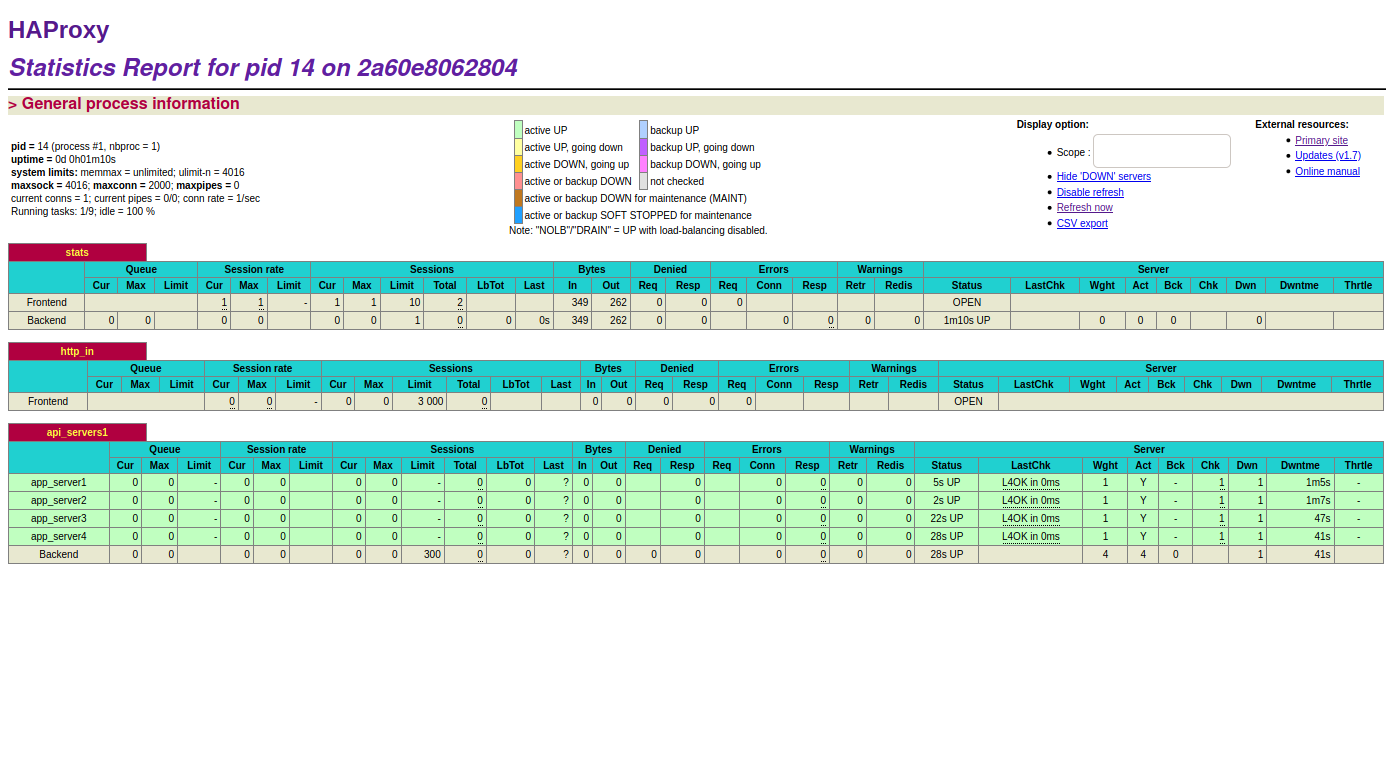 HAProxy
Statistics Report for pid 14 on 2a60e8062804
> General process information
pid = 14 (process #1, nbproc = 1)
uptime = 0d 0h01m10s
system limits: memmax = unlimited; ulimit-n = 4016
maxsock = 4016; maxconn = 2000; maxpipes = 0
current conns = 1; current pipes = 0/0; conn rate = 1/sec
Running tasks: 1/9; idle = 100 %
active UP backup UP
active UP, going down backup UP, going down
active DOWN, going up backup DOWN, going up
active or backup DOWN not checked
active or backup DOWN for maintenance (MAINT)
active or backup SOFT STOPPED for maintenance
Note: "NOLB"/"DRAIN" = UP with load-balancing disabled.
Display option:
Scope :
Hide 'DOWN' servers
Disable refresh
Refresh now
CSV export
External resources:
Primary site
Updates (v1.7)
Online manual
stats
Queue Session rate Sessions Bytes Denied Errors Warnings Server
Cur Max Limit Cur Max Limit Cur Max Limit Total LbTot Last In Out Req Resp Req Conn Resp Retr Redis Status LastChk Wght Act Bck Chk Dwn Dwntme Thrtle
Frontend 1 1 - 1 1 10 2 349 262 0 0 0 OPEN
Backend 0 0 0 0 0 0 1 0 0 0s 349 262 0 0 0 0 0 0 1m10s UP 0 0 0 0
http_in
Queue Session rate Sessions Bytes Denied Errors Warnings Server
Cur Max Limit Cur Max Limit Cur Max Limit Total LbTot Last In Out Req Resp Req Conn Resp Retr Redis Status LastChk Wght Act Bck Chk Dwn Dwntme Thrtle
Frontend 0 0 - 0 0 3 000 0 0 0 0 0 0 OPEN
api_servers1
Queue Session rate Sessions Bytes Denied Errors Warnings Server
Cur Max Limit Cur Max Limit Cur Max Limit Total LbTot Last In Out Req Resp Req Conn Resp Retr Redis Status LastChk Wght Act Bck Chk Dwn Dwntme Thrtle
app_server1 0 0 - 0 0 0 0 - 0 0 ? 0 0 0 0 0 0 0 5s UP L4OK in 0ms 1 Y - 1 1 1m5s -
app_server2 0 0 - 0 0 0 0 - 0 0 ? 0 0 0 0 0 0 0 2s UP L4OK in 0ms 1 Y - 1 1 1m7s -
app_server3 0 0 - 0 0 0 0 - 0 0 ? 0 0 0 0 0 0 0 22s UP L4OK in 0ms 1 Y - 1 1 47s -
app_server4 0 0 - 0 0 0 0 - 0 0 ? 0 0 0 0 0 0 0 28s UP L4OK in 0ms 1 Y - 1 1 41s -
Backend 0 0 0 0 0 0 300 0 0 ? 0 0 0 0 0 0 0 0 28s UP 4 4 0 1 41s